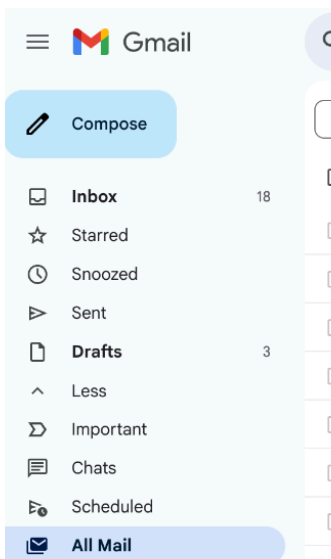 Gmail
Compose
Inbox 18
Starred
Snoozed
Sent
Drafts 3
Less
Important
Chats
Scheduled
All Mail